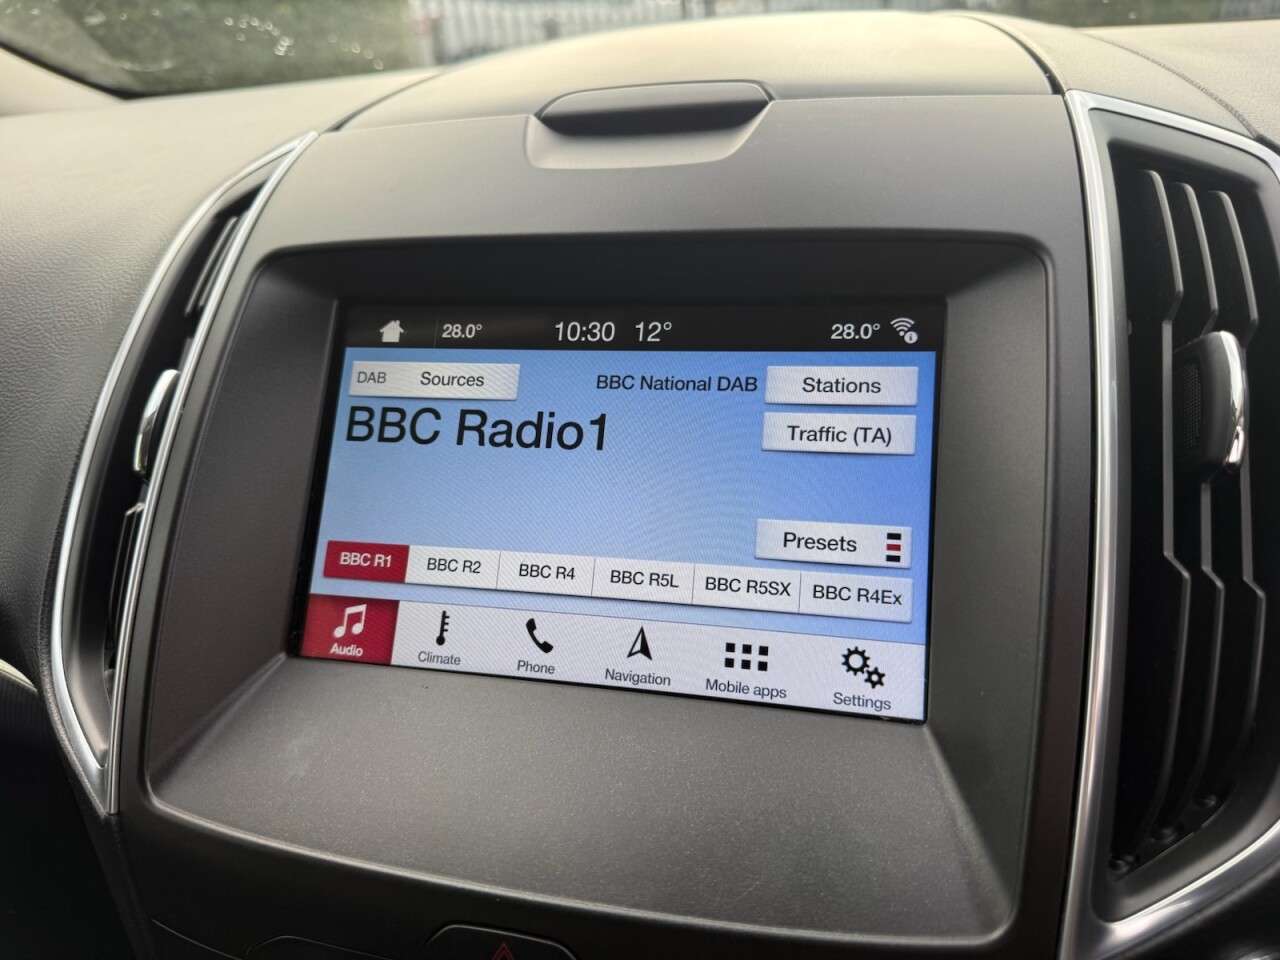 28.0° 10:30 12° 28.0°
DAB Sources BBC National DAB Stations
BBC Radio1
Traffic (TA)
Presets
BBC R1 BBC R2 BBC R4 BBC R5L BBC R5SX BBC R4Ex
Audio Climate Phone Navigation Mobile apps Settings